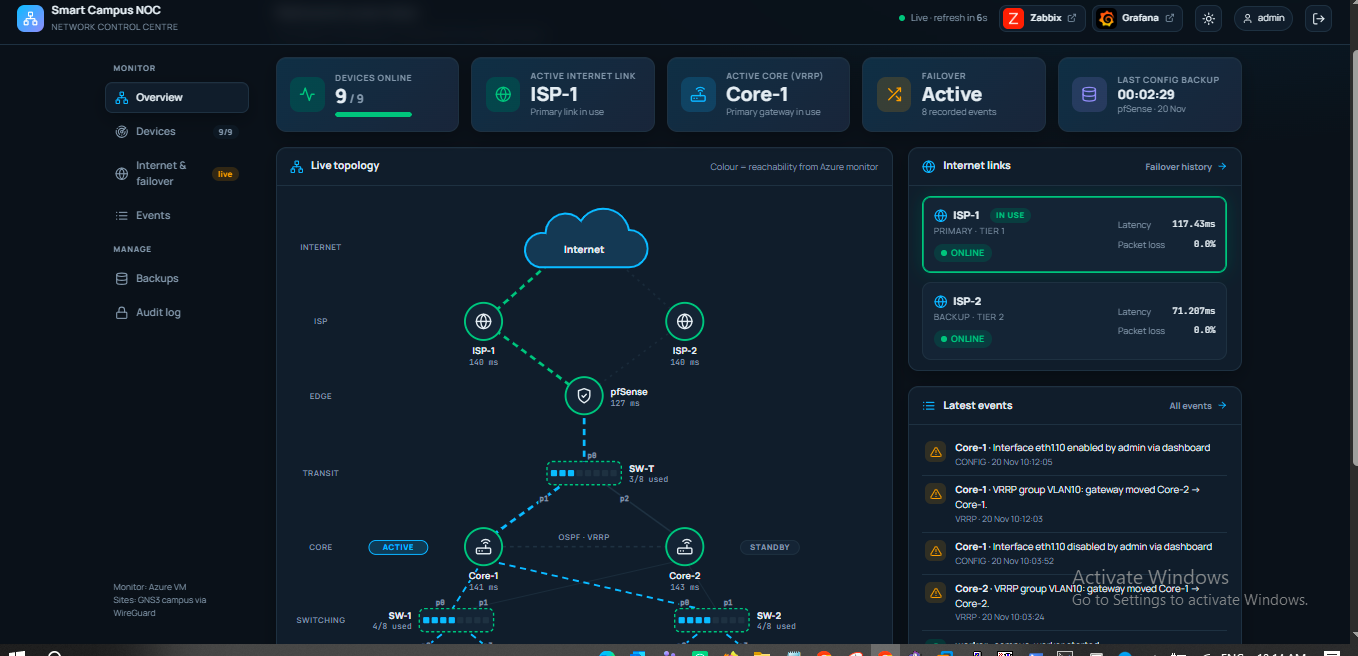 Smart Campus NOC
NETWORK CONTROL CENTRE
Live · refresh in 6s
Z Zabbix
Grafana
admin
MONITOR
Overview
Devices 9/9
Internet & failover live
Events
MANAGE
Backups
Audit log
Monitor: Azure VM
Sites: GNS3 campus via
WireGuard
DEVICES ONLINE
9 / 9
ACTIVE INTERNET LINK
ISP-1
Primary link in use
ACTIVE CORE (VRRP)
Core-1
Primary gateway in use
FAILOVER
Active
8 recorded events
LAST CONFIG BACKUP
00:02:29
pfSense · 20 Nov
Live topology
Colour — reachability from Azure monitor
INTERNET
Internet
ISP
ISP-1
140 ms
ISP-2
140 ms
EDGE
pfSense
127 ms
TRANSIT
p0
SW-T
3/8 used
p1
p2
CORE
ACTIVE
OSPF · VRRP
STANDBY
Core-1
141 ms
Core-2
143 ms
SWITCHING
p0
p1
SW-1
4/8 used
p0
p1
SW-2
4/8 used
Internet links
Failover history →
ISP-1 IN USE
PRIMARY · TIER 1
ONLINE
Latency 117.43ms
Packet loss 0.0%
ISP-2
BACKUP · TIER 2
ONLINE
Latency 71.207ms
Packet loss 0.0%
Latest events
All events →
Core-1 · Interface eth1.10 enabled by admin via dashboard
CONFIG · 20 Nov 10:12:05
Core-1 · VRRP group VLAN10: gateway moved Core-2 →
Core-1.
VRRP · 20 Nov 10:12:03
Core-1 · Interface eth1.10 disabled by admin via dashboard
CONFIG · 20 Nov 10:03:52
Core-2 · VRRP group VLAN10: gateway moved Core-1 →
Core-2.
VRRP · 20 Nov 10:03:24
Activate Windows
Go to Settings to activate Windows.